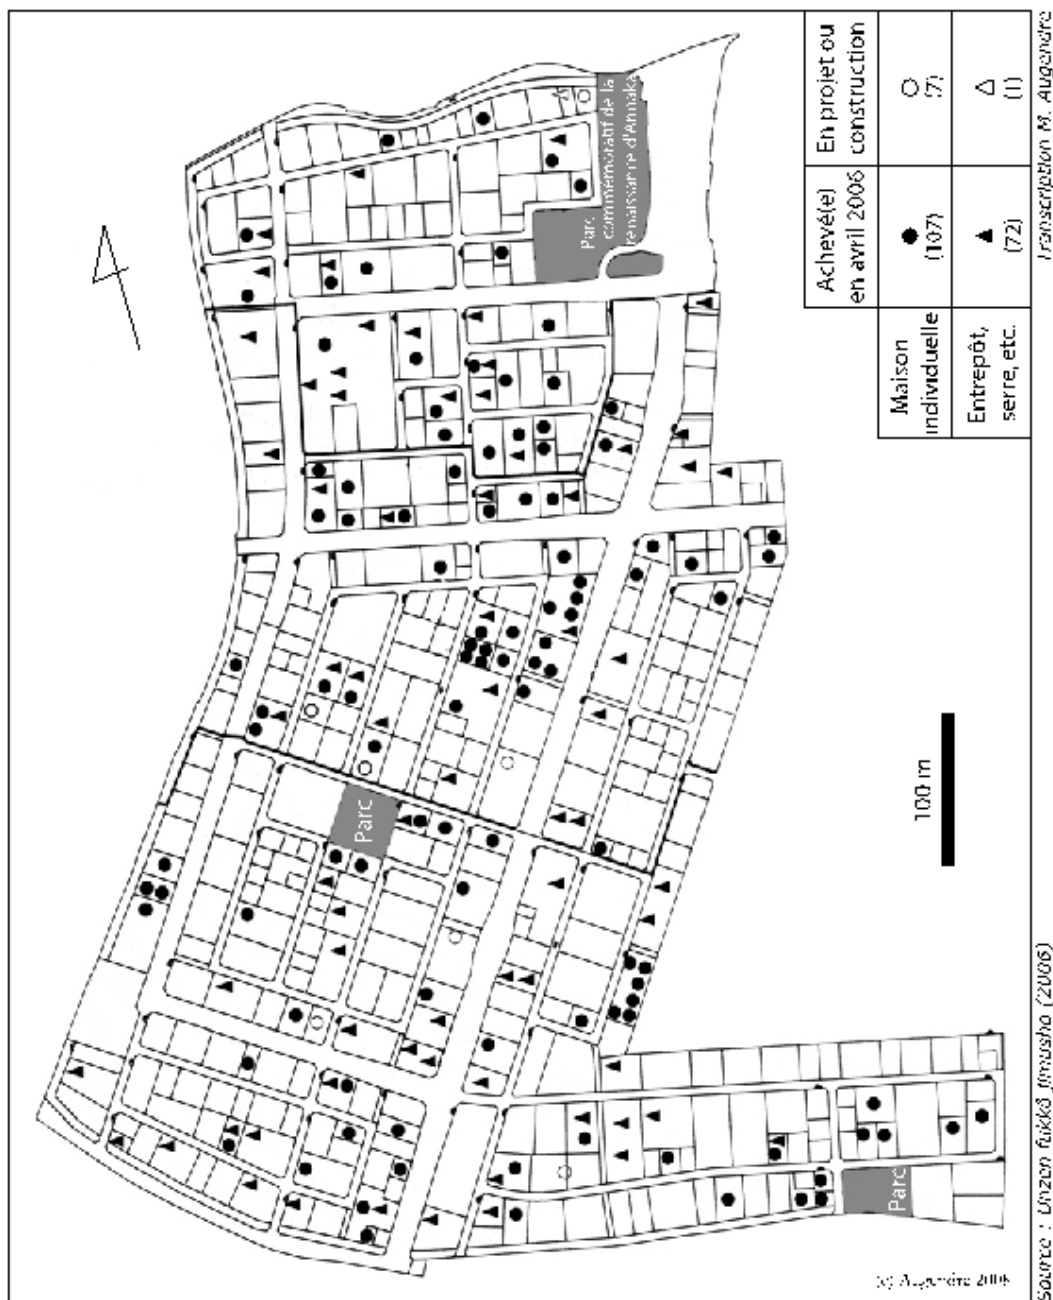 Achevé(e)
en avril 2006
En projet ou
construction
Maison
individuelle
(107)
(7)
Entrepôt,
serre, etc.
(72)
(1)
Parc
commémoratif de la
renaissance d'Annaka
Parc
Parc
100 m
(c) Augendre 2006
Source : Unzen fukkô jimusho (2006)
Transcription M. Augendre